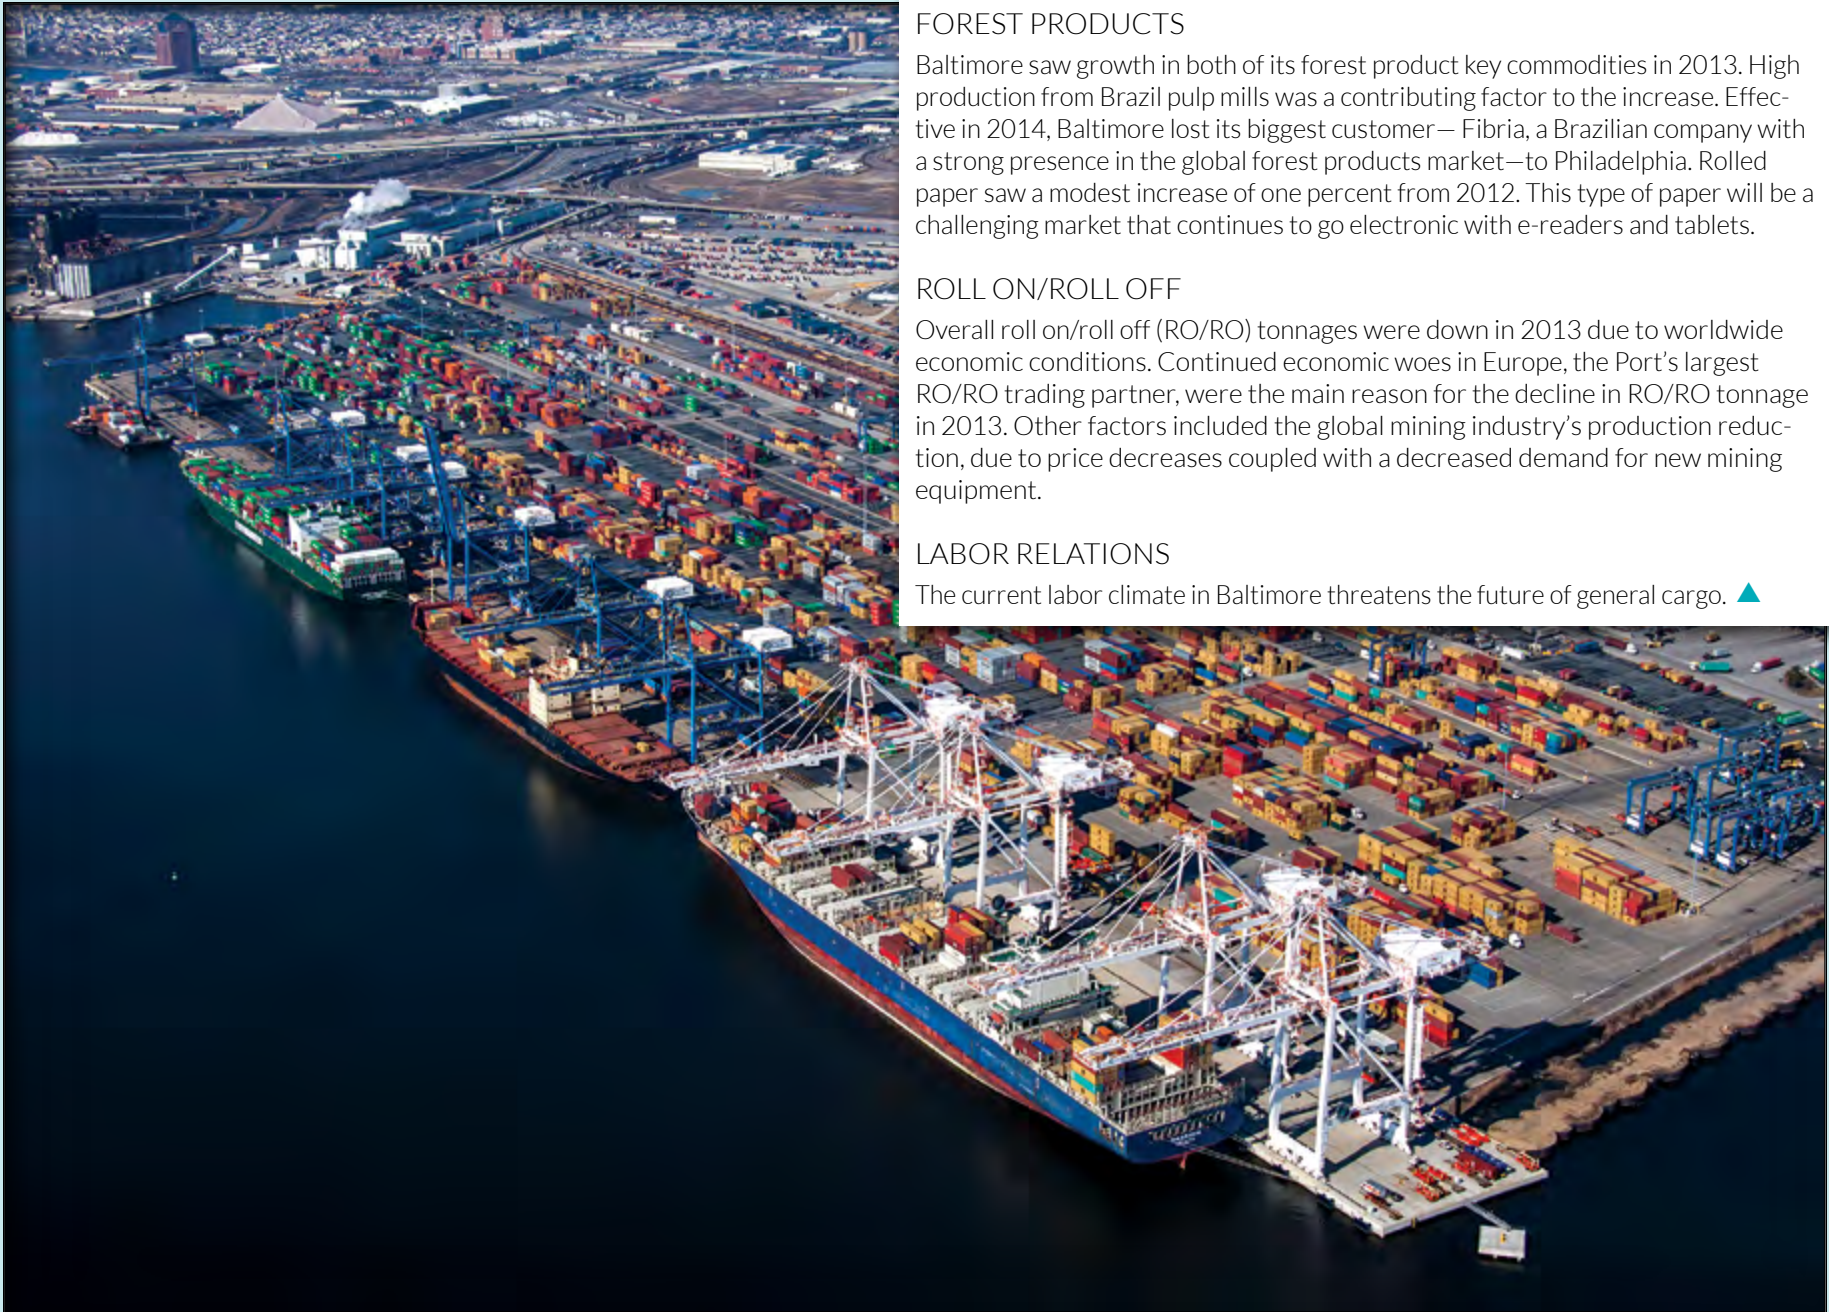 FOREST PRODUCTS
Baltimore saw growth in both of its forest product key commodities in 2013. High
production from Brazil pulp mills was a contributing factor to the increase. Effec-
tive in 2014, Baltimore lost its biggest customer— Fibria, a Brazilian company with
a strong presence in the global forest products market—to Philadelphia. Rolled
paper saw a modest increase of one percent from 2012. This type of paper will be a
challenging market that continues to go electronic with e-readers and tablets.
ROLL ON/ROLL OFF
Overall roll on/roll off (RO/RO) tonnages were down in 2013 due to worldwide
economic conditions. Continued economic woes in Europe, the Port’s largest
RO/RO trading partner, were the main reason for the decline in RO/RO tonnage
in 2013. Other factors included the global mining industry’s production reduc-
tion, due to price decreases coupled with a decreased demand for new mining
equipment.
LABOR RELATIONS
The current labor climate in Baltimore threatens the future of general cargo. ▲